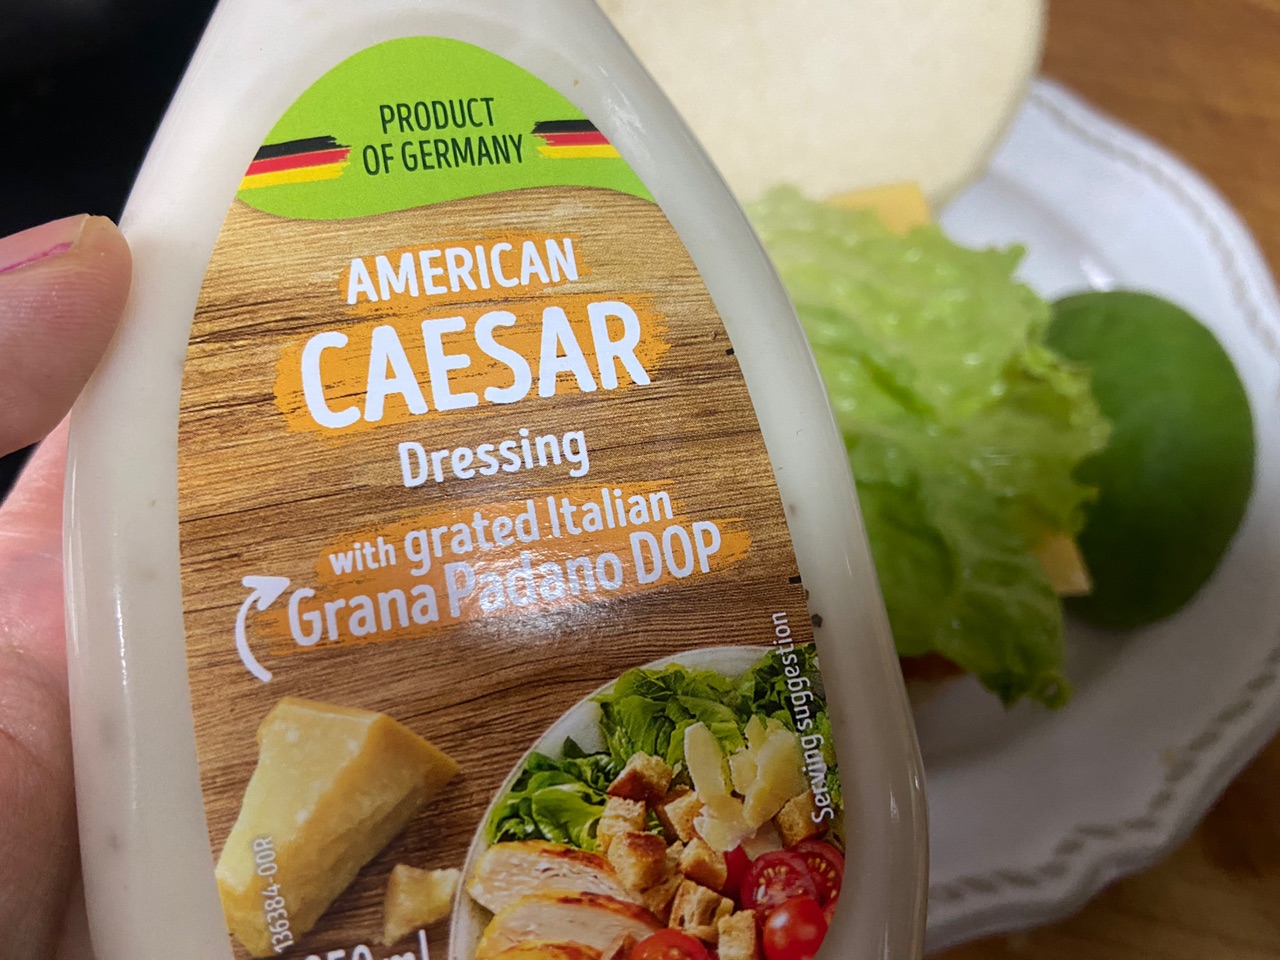 PRODUCT
OF GERMANY
AMERICAN
CAESAR
Dressing
with grated Italian
Grana Padano DOP
Serving suggestion
136384-00R